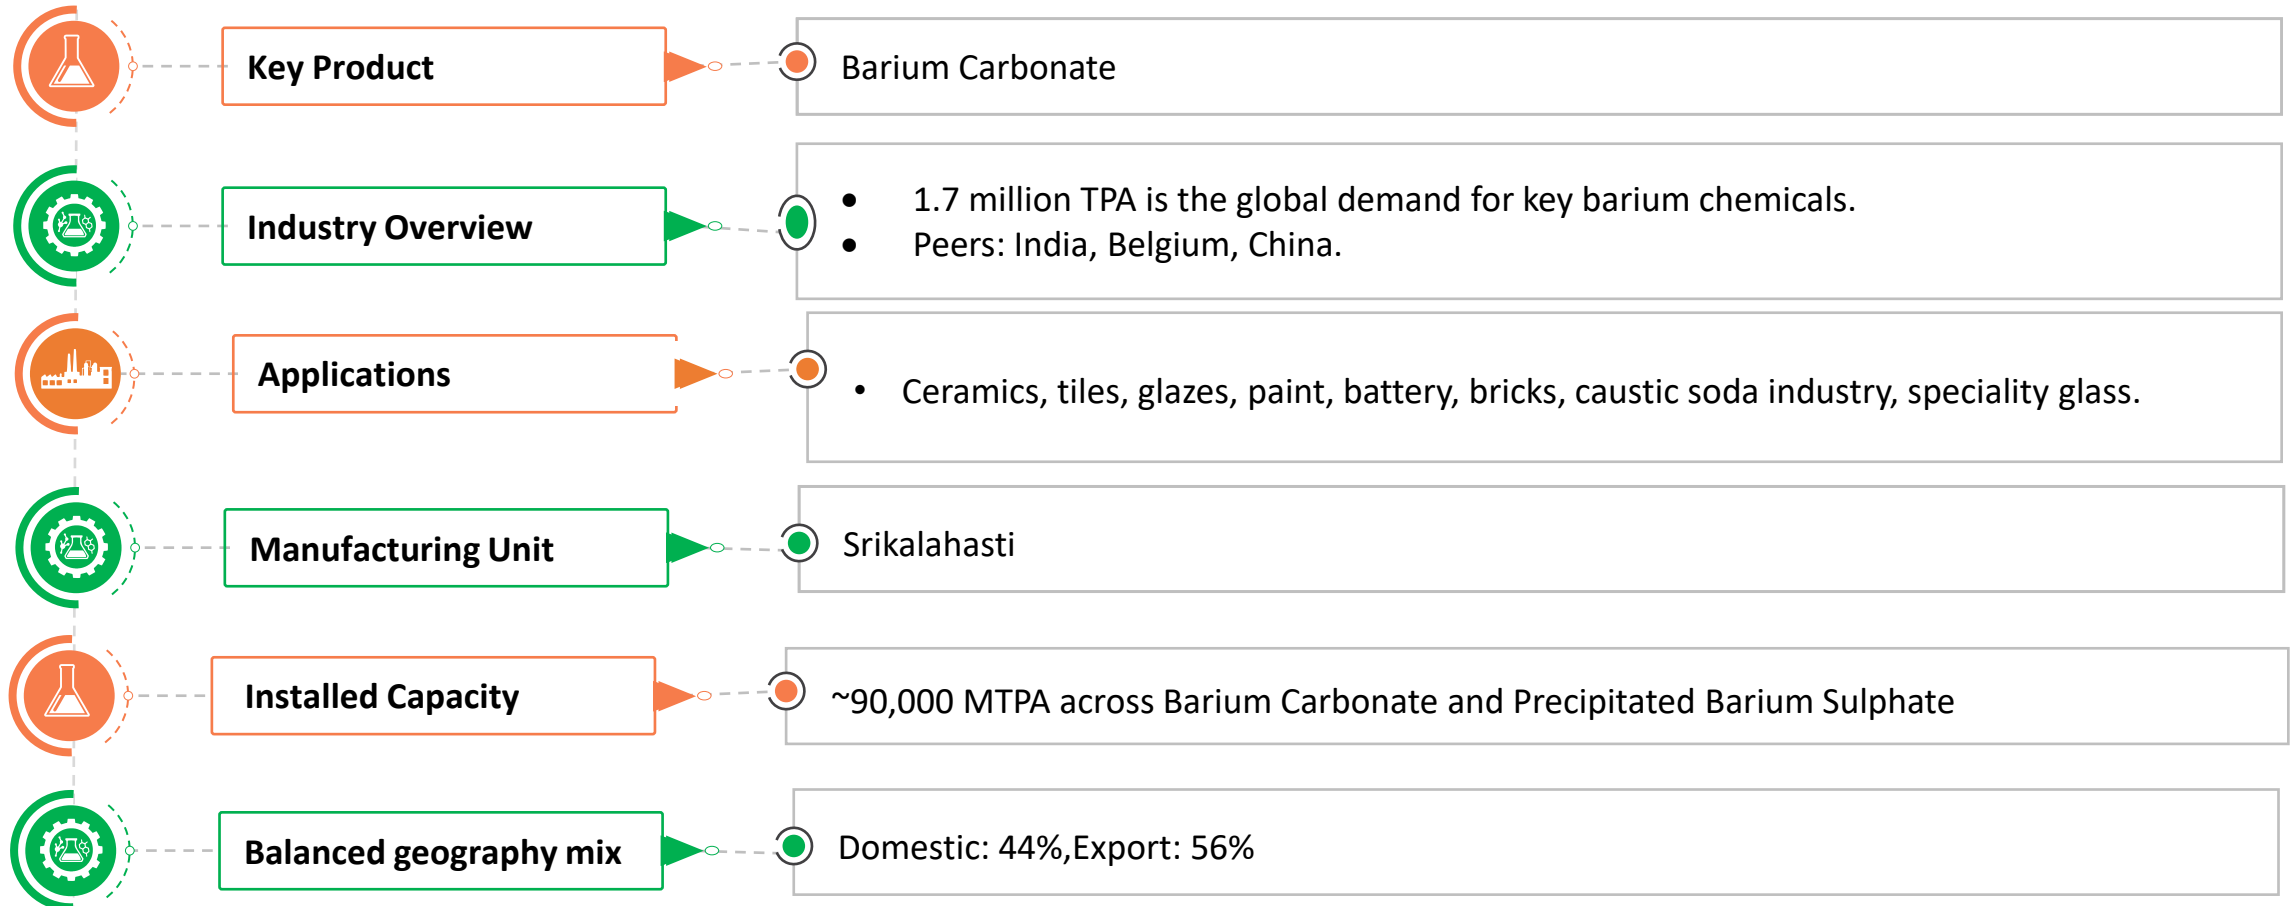 Key Product
Barium Carbonate
Industry Overview
• 1.7 million TPA is the global demand for key barium chemicals.
• Peers: India, Belgium, China.
Applications
• Ceramics, tiles, glazes, paint, battery, bricks, caustic soda industry, speciality glass.
Manufacturing Unit
Srikalahasti
Installed Capacity
~90,000 MTPA across Barium Carbonate and Precipitated Barium Sulphate
Balanced geography mix
Domestic: 44%,Export: 56%